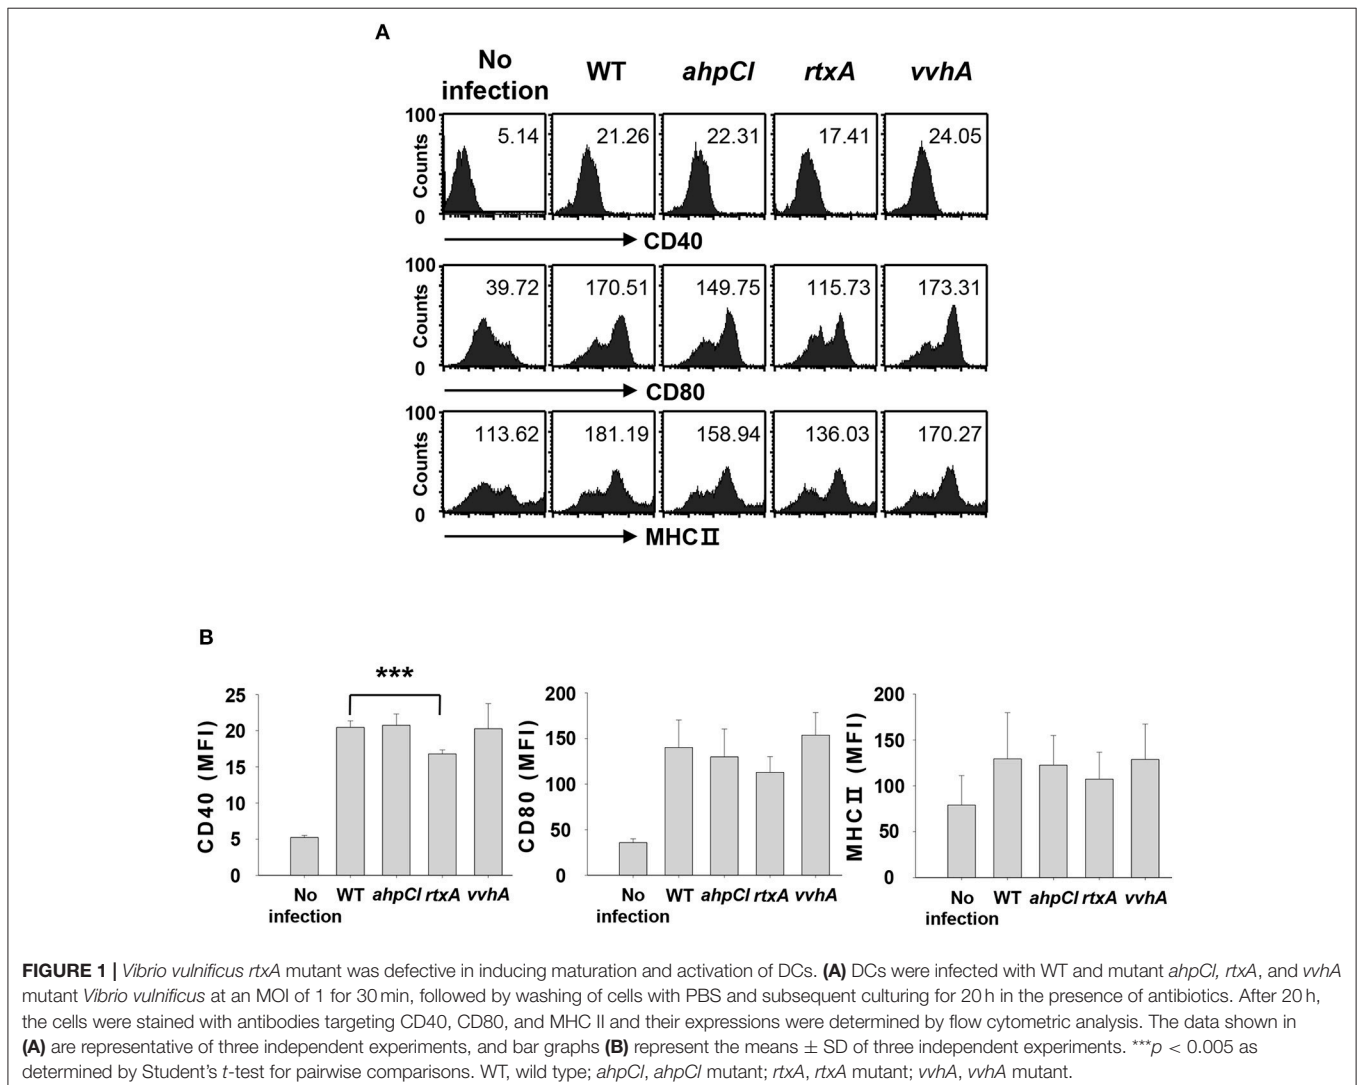 A
No
infection
WT
ahpCI
rtxA
vvhA
100
Counts
0
5.14
21.26
22.31
17.41
24.05
CD40
100
Counts
0
39.72
170.51
149.75
115.73
173.31
CD80
100
Counts
0
113.62
181.19
158.94
136.03
170.27
MHC II
B
***
CD40 (MFI)
25
20
15
10
5
0
No
infection
WT
ahpCI
rtxA
vvhA
CD80 (MFI)
200
150
100
50
0
No
infection
WT
ahpCI
rtxA
vvhA
MHC II (MFI)
200
150
100
50
0
No
infection
WT
ahpCI
rtxA
vvhA
FIGURE 1 | Vibrio vulnificus rtxA mutant was defective in inducing maturation and activation of DCs. (A) DCs were infected with WT and mutant ahpCI, rtxA, and vvhA
mutant Vibrio vulnificus at an MOI of 1 for 30 min, followed by washing of cells with PBS and subsequent culturing for 20 h in the presence of antibiotics. After 20 h,
the cells were stained with antibodies targeting CD40, CD80, and MHC II and their expressions were determined by flow cytometric analysis. The data shown in
(A) are representative of three independent experiments, and bar graphs (B) represent the means ± SD of three independent experiments. ***p < 0.005 as
determined by Student's t-test for pairwise comparisons. WT, wild type; ahpCI, ahpCI mutant; rtxA, rtxA mutant; vvhA, vvhA mutant.